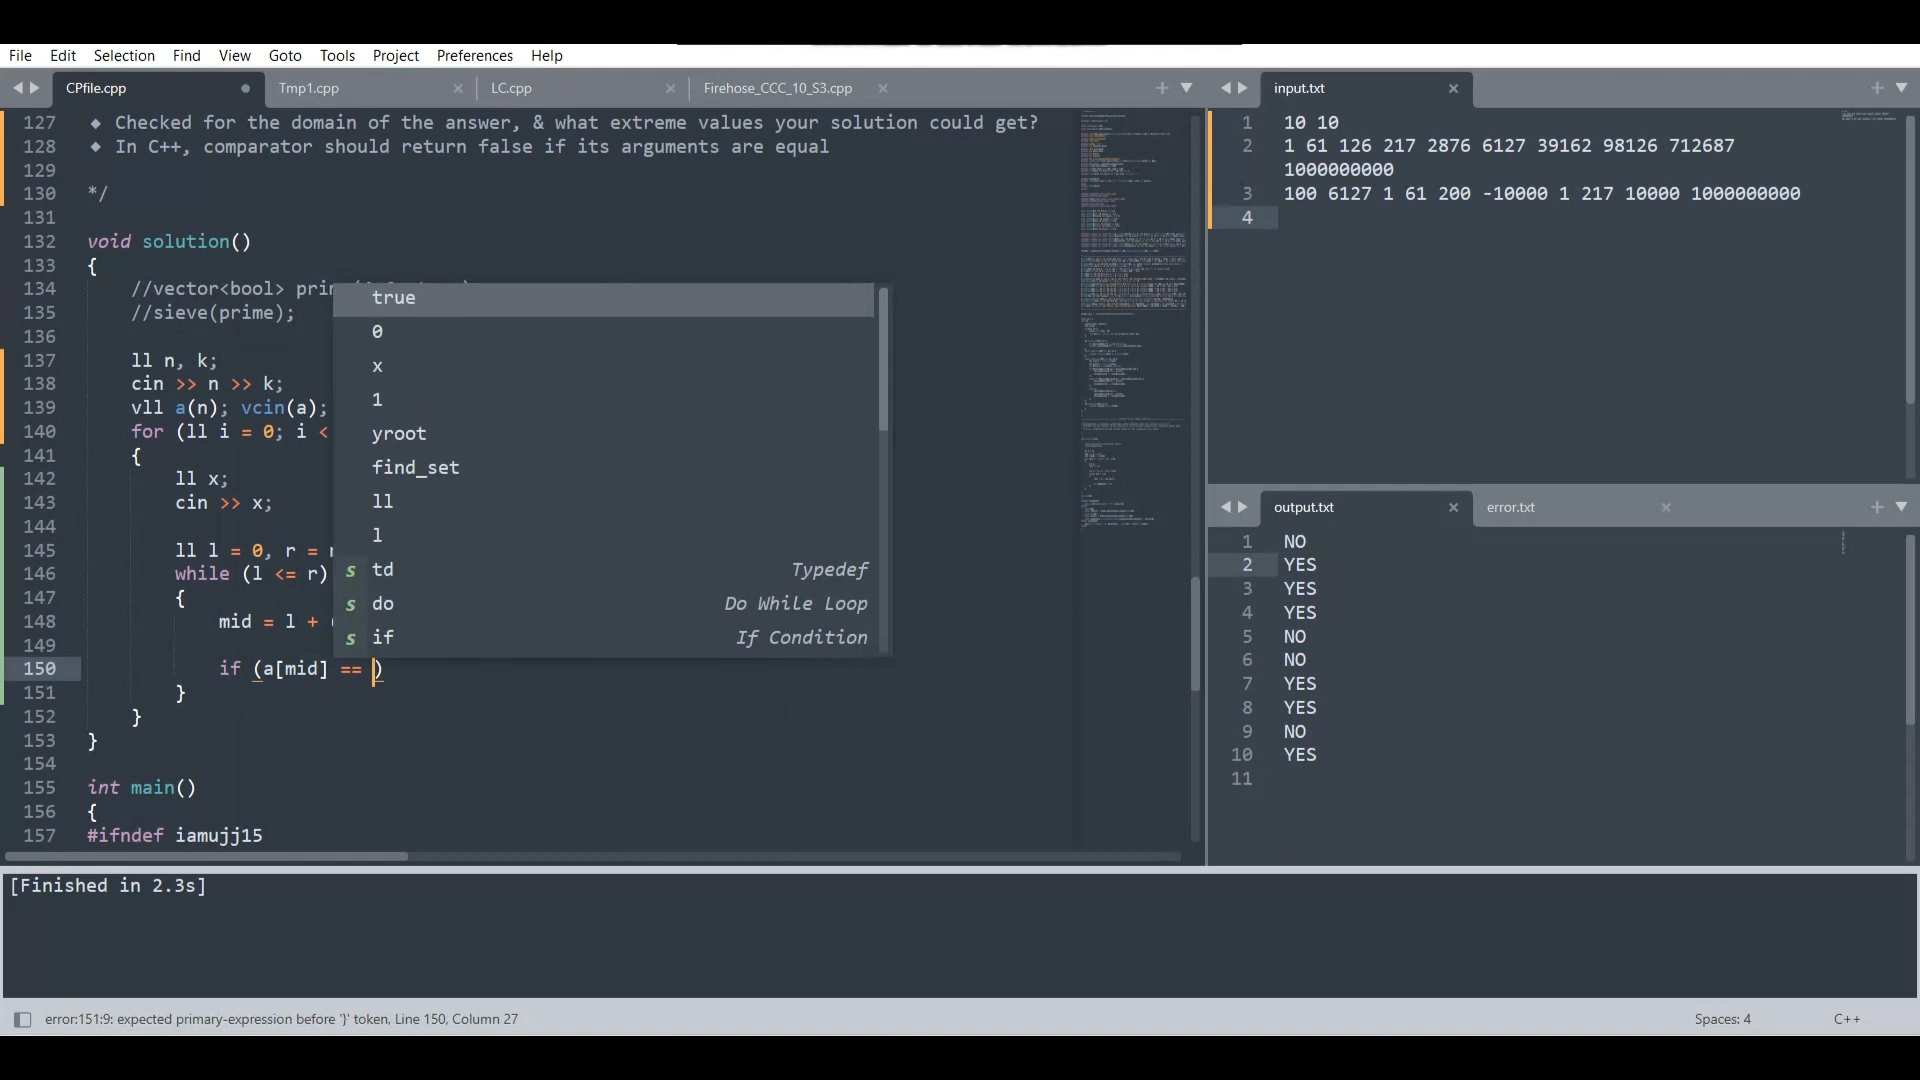 File Edit Selection Find View Goto Tools Project Preferences Help
CPfile.cpp Tmp1.cpp LC.cpp Firehose_CCC_10_S3.cpp
127 ◆ Checked for the domain of the answer, & what extreme values your solution could get?
128 ◆ In C++, comparator should return false if its arguments are equal
129
130 */
131
132 void solution()
133 {
134 //vector<bool>
135 //sieve(prime);
136
137 ll n, k;
138 cin >> n >> k;
139 vll a(n); vcin(a);
140 for (ll i = 0; i <
141 {
142 ll x;
143 cin >> x;
144
145 ll l = 0, r =
146 while (l <= r)
147 {
148 mid = l +
149
150 if (a[mid] == )
151 }
152 }
153 }
154
155 int main()
156 {
157 #ifndef iamujj15
true
0
x
1
yroot
find_set
ll
l
s td Typedef
s do Do While Loop
s if If Condition
input.txt
1 10 10
2 1 61 126 217 2876 6127 39162 98126 712687
1000000000
3 100 6127 1 61 200 -10000 1 217 10000 1000000000
4
output.txt error.txt
1 NO
2 YES
3 YES
4 YES
5 NO
6 NO
7 YES
8 YES
9 NO
10 YES
11
[Finished in 2.3s]
error:151:9: expected primary-expression before '}' token, Line 150, Column 27
Spaces: 4 C++